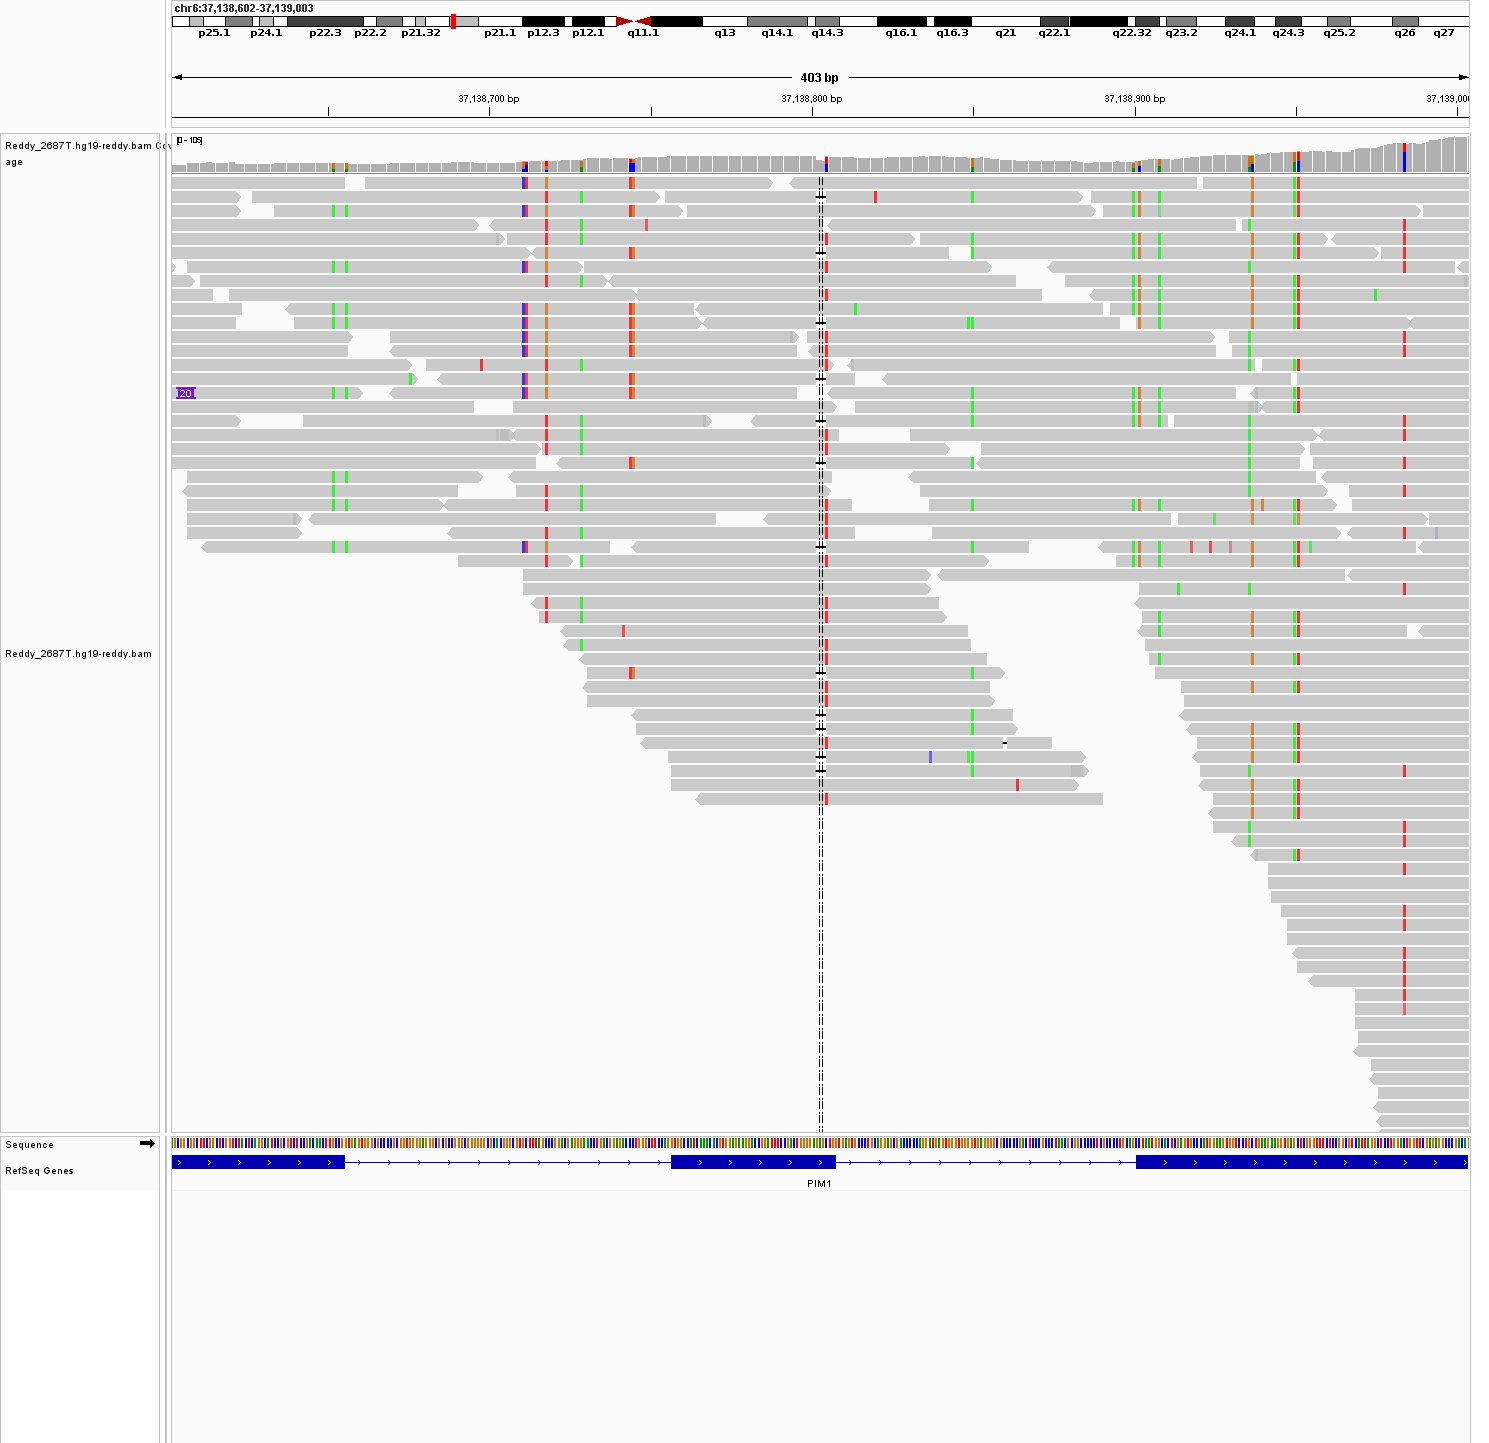 chr6:37,138,602-37,139,003
p25.1 p24.1 p22.3 p22.2 p21.32 p21.1 p12.3 p12.1 q11.1 q13 q14.1 q14.3 q16.1 q16.3 q21 q22.1 q22.32 q23.2 q24.1 q24.3 q25.2 q26 q27
403 bp
37,138,700 bp 37,138,800 bp 37,138,900 bp 37,139,00
Reddy_2687T.hg19-reddy.bam Cov
age
[0 - 106]
20
Reddy_2687T.hg19-reddy.bam
Sequence
RefSeq Genes
PIM1